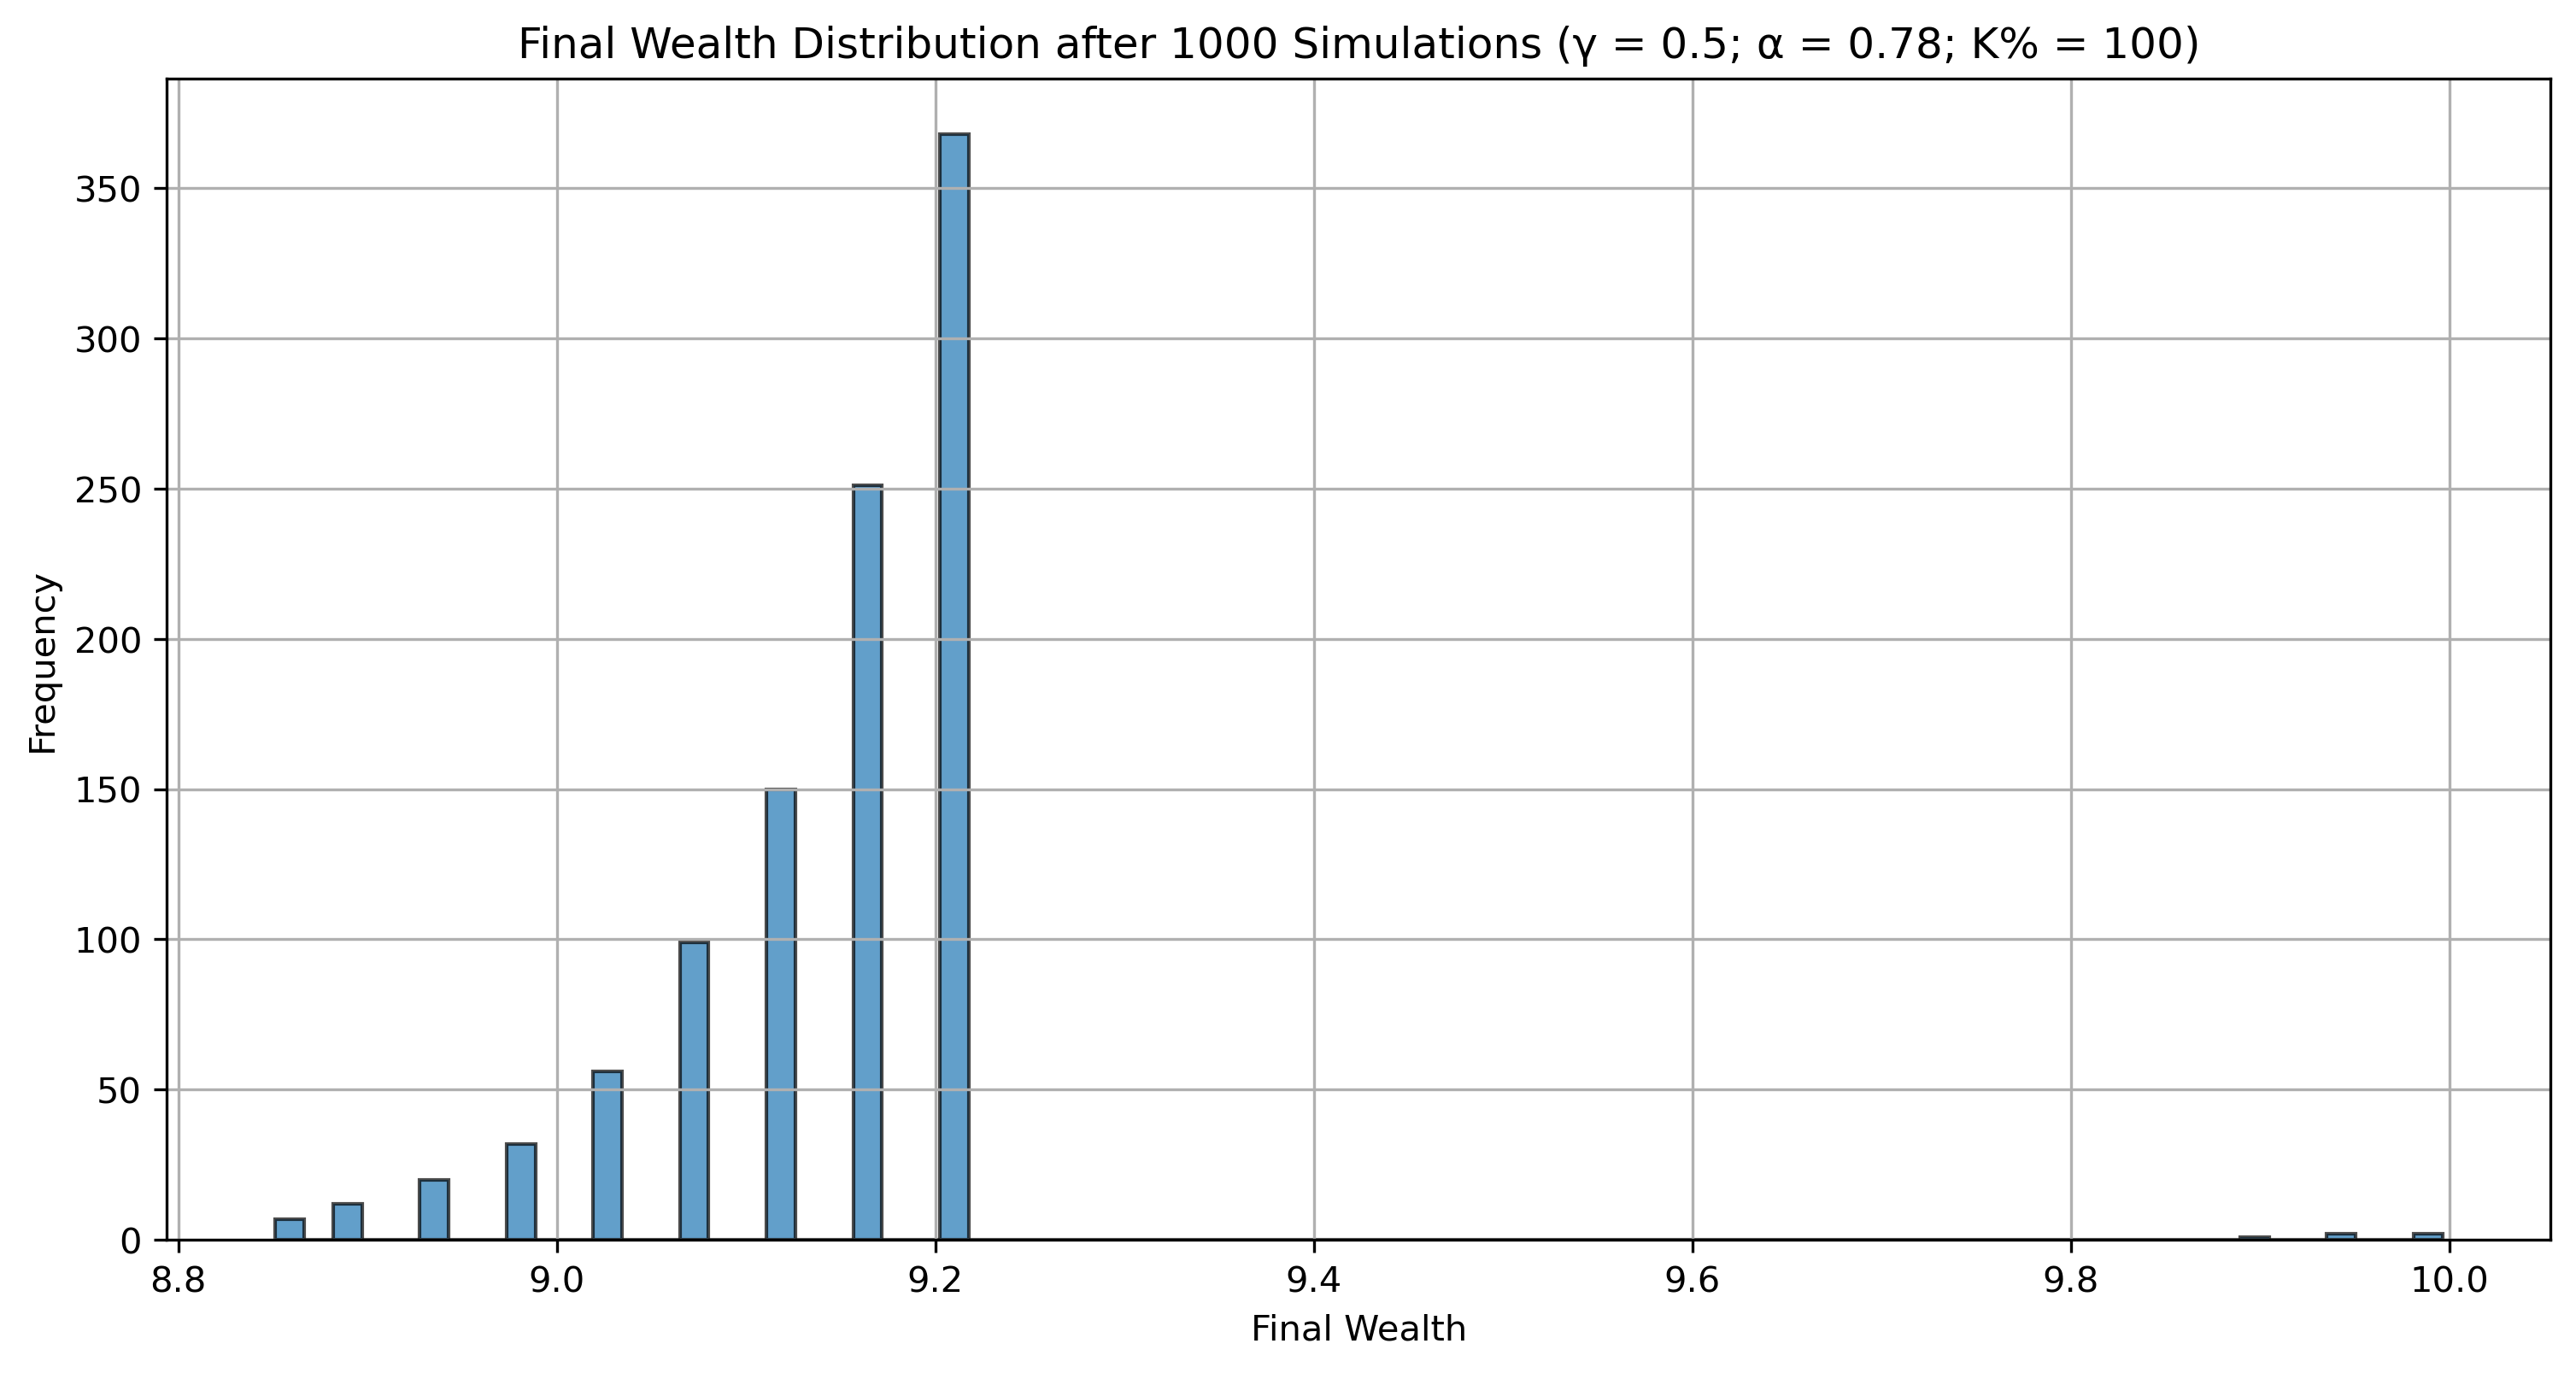 Final Wealth Distribution after 1000 Simulations (γ = 0.5; α = 0.78; K% = 100)
350
300
250
200
150
100
50
0
Frequency
8.8 9.0 9.2 9.4 9.6 9.8 10.0
Final Wealth